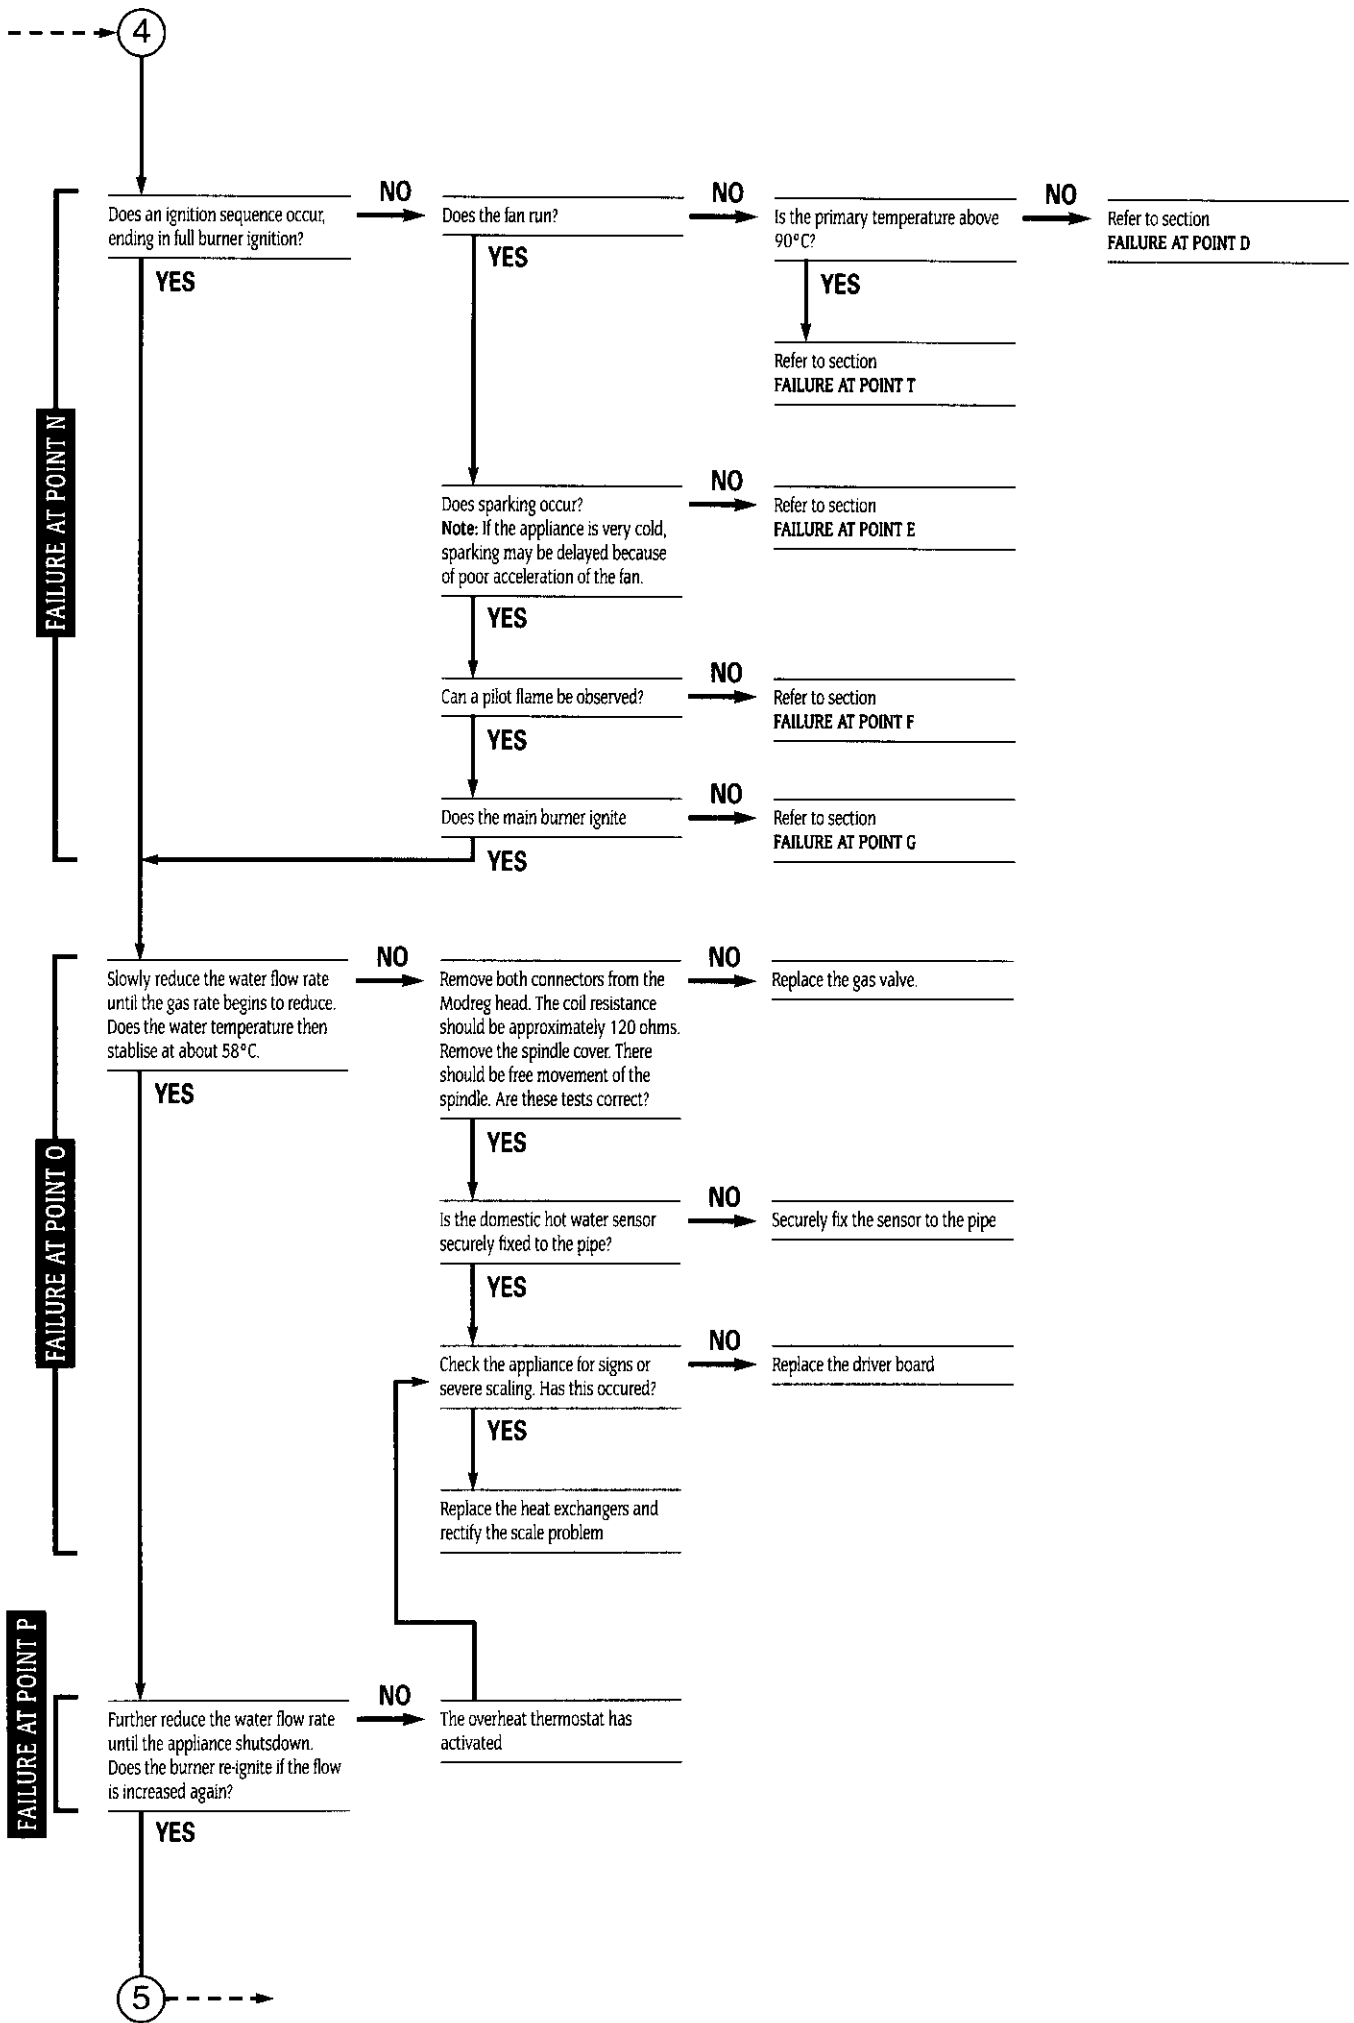 4
FAILURE AT POINT N
Does an ignition sequence occur,
ending in full burner ignition?
NO
YES
Does the fan run?
NO
YES
Is the primary temperature above
90°C?
NO
YES
Refer to section
FAILURE AT POINT D
Refer to section
FAILURE AT POINT T
Does sparking occur?
Note: If the appliance is very cold,
sparking may be delayed because
of poor acceleration of the fan.
NO
YES
Refer to section
FAILURE AT POINT E
Can a pilot flame be observed?
NO
YES
Refer to section
FAILURE AT POINT F
Does the main burner ignite
NO
YES
Refer to section
FAILURE AT POINT G
FAILURE AT POINT O
Slowly reduce the water flow rate
until the gas rate begins to reduce.
Does the water temperature then
stablise at about 58°C.
NO
YES
Remove both connectors from the
Modreg head. The coil resistance
should be approximately 120 ohms.
Remove the spindle cover. There
should be free movement of the
spindle. Are these tests correct?
NO
YES
Replace the gas valve.
Is the domestic hot water sensor
securely fixed to the pipe?
NO
YES
Securely fix the sensor to the pipe
Check the appliance for signs or
severe scaling. Has this occured?
NO
YES
Replace the driver board
Replace the heat exchangers and
rectify the scale problem
FAILURE AT POINT P
Further reduce the water flow rate
until the appliance shutsdown.
Does the burner re-ignite if the flow
is increased again?
NO
YES
The overheat thermostat has
activated
5